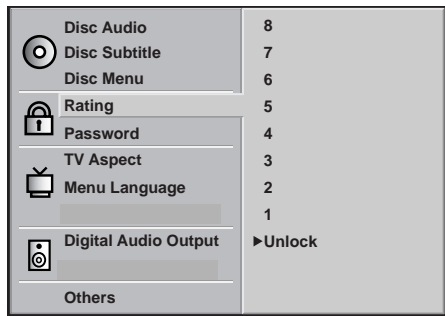 Disc Audio
Disc Subtitle
Disc Menu
Rating
Password
TV Aspect
Menu Language
Digital Audio Output
Others
8
7
6
5
4
3
2
1
►Unlock